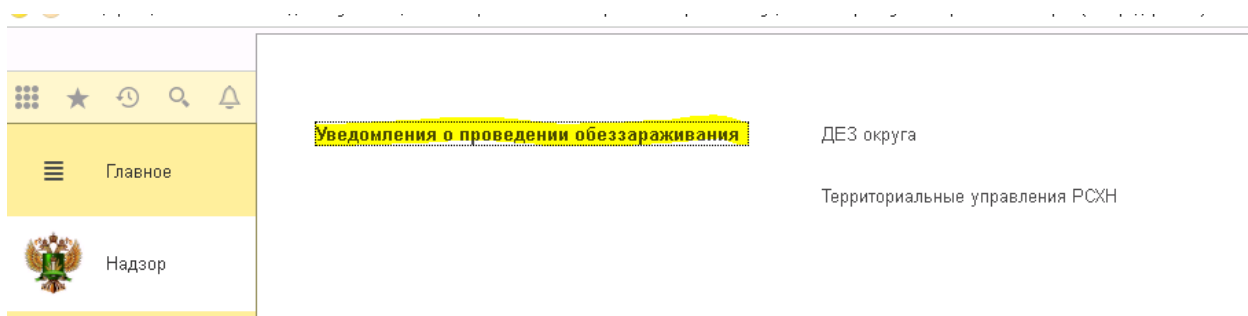 Уведомления о проведении обеззараживания
ДЕЗ округа
Главное
Территориальные управления РСХН
Надзор